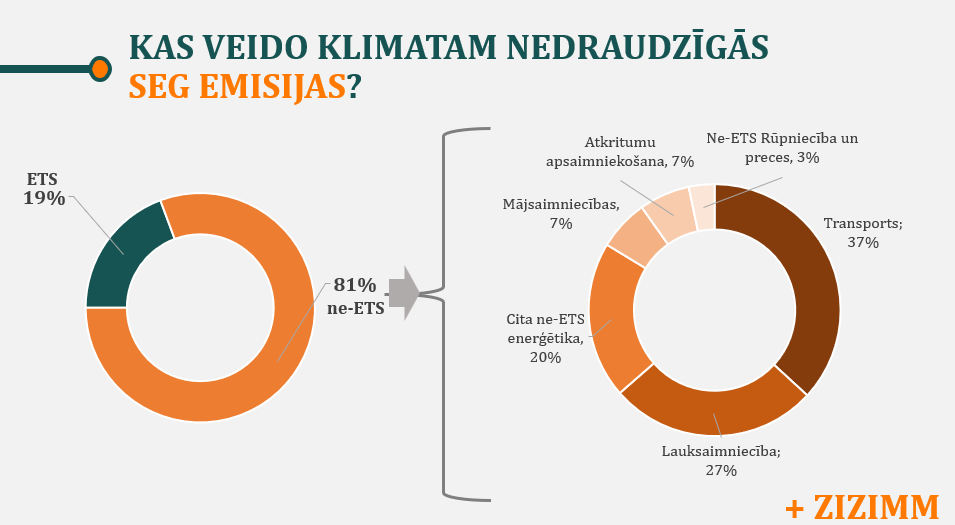 KAS VEIDO KLIMATAM NEDRAUDZĪGĀS
SEG EMISIJAS?
ETS
19%
81%
ne-ETS
Atkritumu
apsaimniekošana, 7%
Ne-ETS Rūpniecība un
preces, 3%
Mājsaimniecības,
7%
Transports;
37%
Cita ne-ETS
enerģētika,
20%
Lauksaimniecība;
27%
+ ZIZIMM